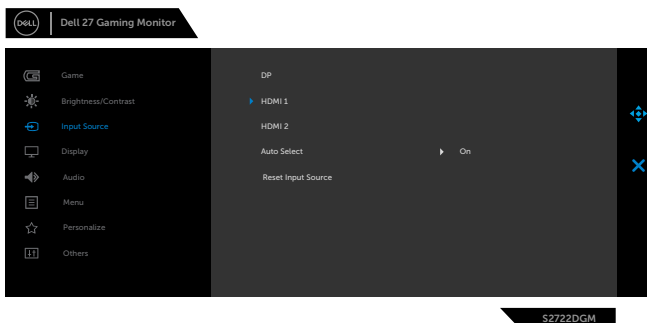 DELL
Dell 27 Gaming Monitor
Game
DP
Brightness/Contrast
HDMI 1
Input Source
HDMI 2
Display
Auto Select On
Audio
Reset Input Source
Menu
Personalize
Others
S2722DGM